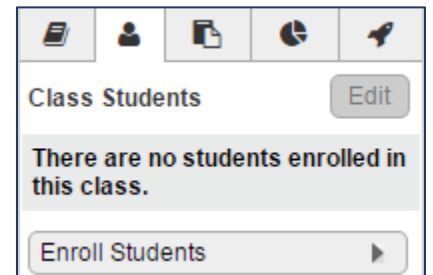 Class Students
Edit
There are no students enrolled in
this class.
Enroll Students